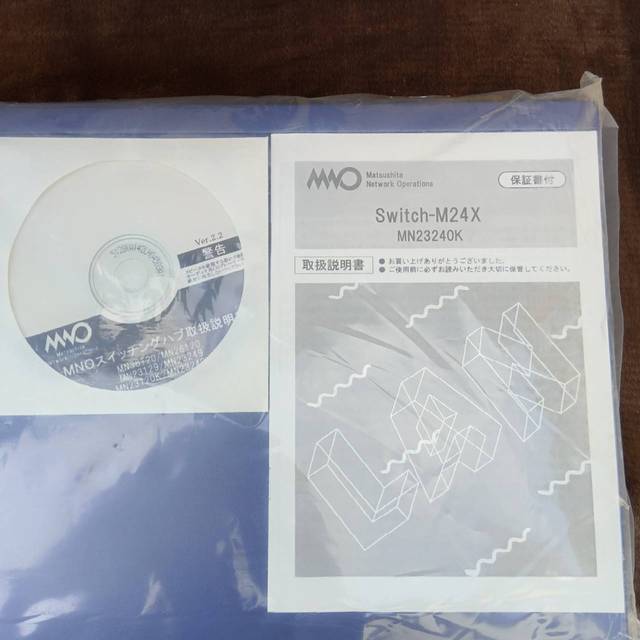 MNO Matsushita
Network Operations
保証書付
Switch-M24X
MN23240K
取扱説明書
● お買い上げありがとうございました。
● ご使用前に必ずお読みいただき大切に保管してください。
LAN
Ver.2.2
警告
MNO
MNOスイッチングハブ取扱説明